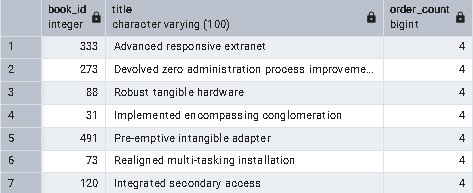 book_id title order_count
integer character varying (100) bigint
1 333 Advanced responsive extranet 4
2 273 Devolved zero administration process improveme... 4
3 88 Robust tangible hardware 4
4 31 Implemented encompassing conglomeration 4
5 491 Pre-emptive intangible adapter 4
6 73 Realigned multi-tasking installation 4
7 120 Integrated secondary access 4